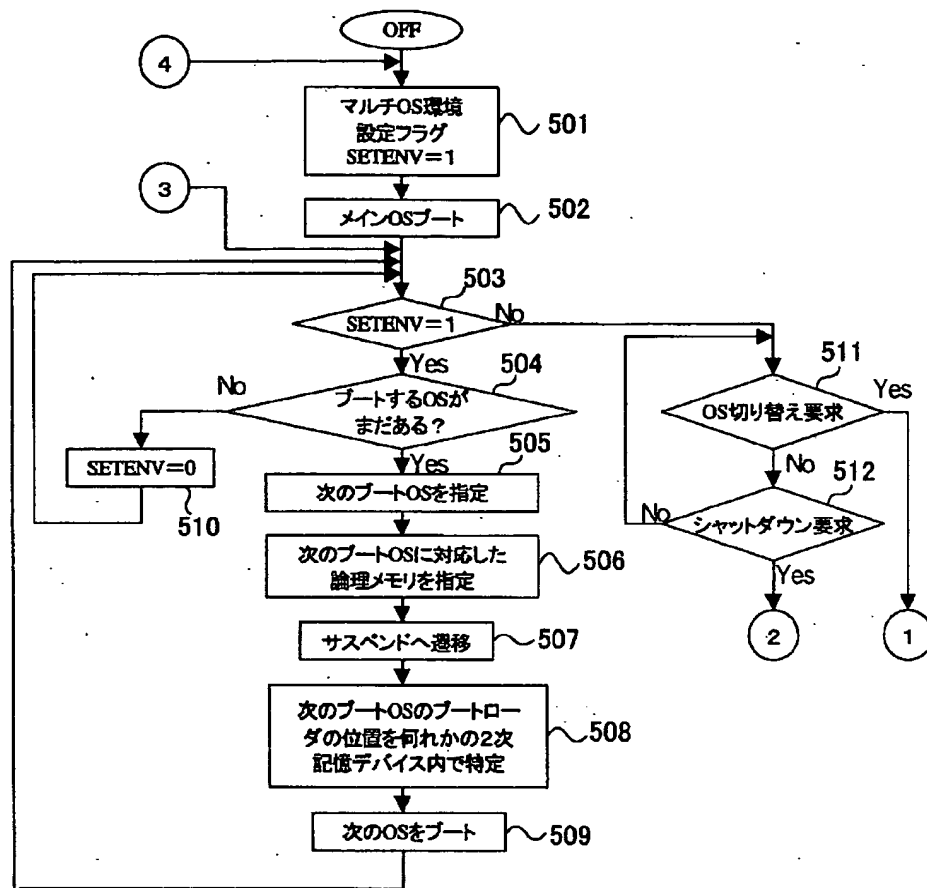 OFF
4
マルチOS環境
設定フラグ
SETENV=1
501
3
メインOSブート
502
503
SETENV=1
No
Yes
504
No
ブートするOSが
まだある?
511
OS切り替え要求
Yes
Yes
505
No
512
SETENV=0
510
次のブートOSを指定
No
シャットダウン要求
次のブートOSに対応した
論理メモリを指定
506
Yes
サスペンドへ遷移
507
2
1
次のブートOSのブートロー
ダの位置を何れかの2次
記憶デバイス内で特定
508
次のOSをブート
509